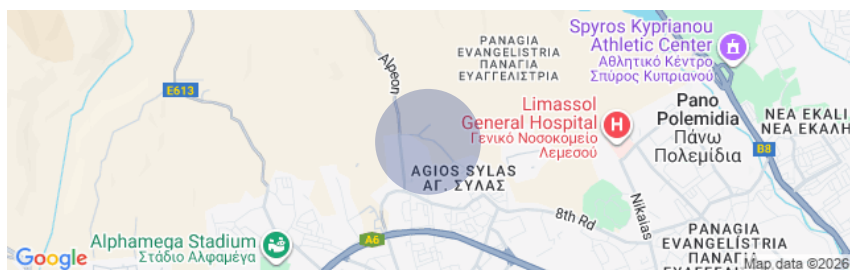 Spyros Kyprianou
Athletic Center
Αθλητικό Κέντρο
Σπύρος Κυπριανού
PANAGIA
EVANGELISTRIA
ΠΑΝΑΓΙΑ
ΕΥΑΓΓΕΛΙΣΤΡΙΑ
Alpeon
E613
Limassol
General Hospital
Γενικό Νοσοκομείο
Λεμεσού
H
Pano
Polemidia
Πάνω
Πολεμίδια
NEA EKALI
ΝΕΑ ΕΚΑΛΗ
B8
AGIOS SYLAS
ΑΓ. ΣΥΛΑΣ
Nikaias
8th Rd
A6
Alphamega Stadium
Στάδιο Αλφαμέγα
PANAGIA
EVANGELÍSTRIA
ΠΑΝΑΓΙΑ
Google
Map data ©2026